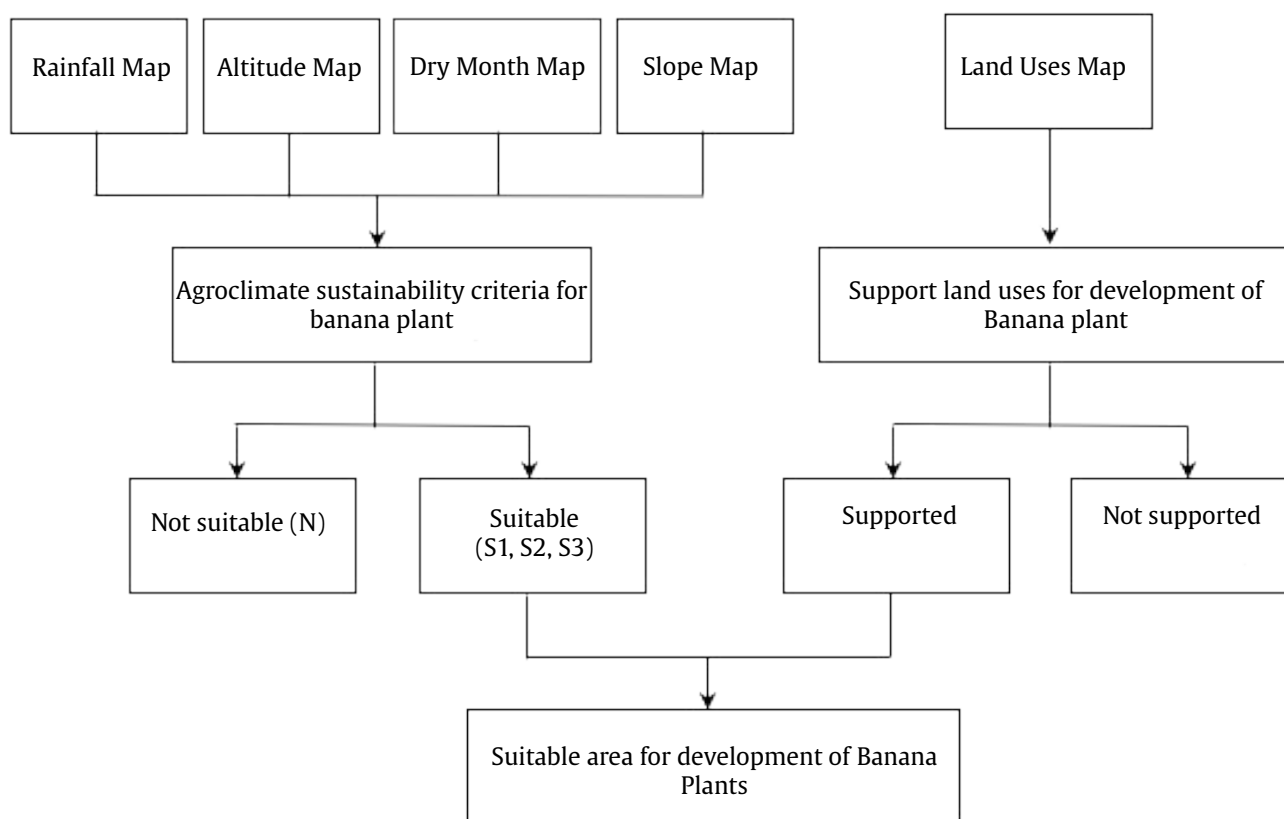 Rainfall Map
Altitude Map
Dry Month Map
Slope Map
Land Uses Map
Agroclimate sustainability criteria for
banana plant
Support land uses for development of
Banana plant
Not suitable (N)
Suitable
(S1, S2, S3)
Supported
Not supported
Suitable area for development of Banana
Plants